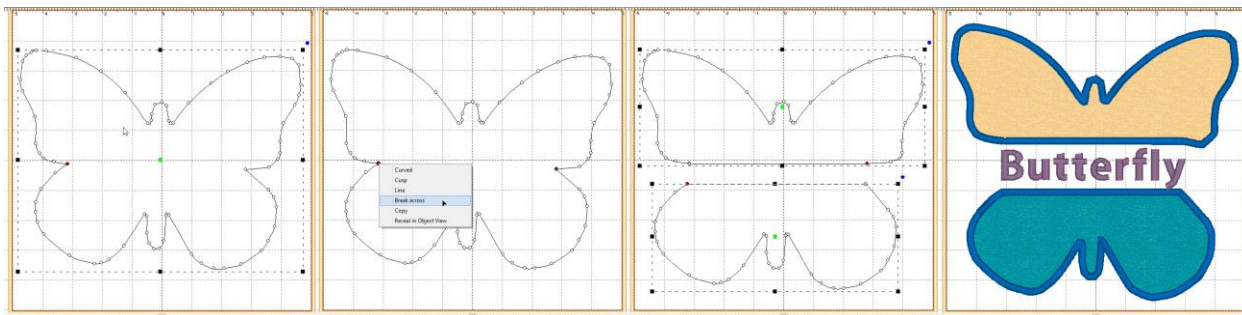 Curved
Cusp
Line
Break across
Copy
Reveal in Object View
Butterfly